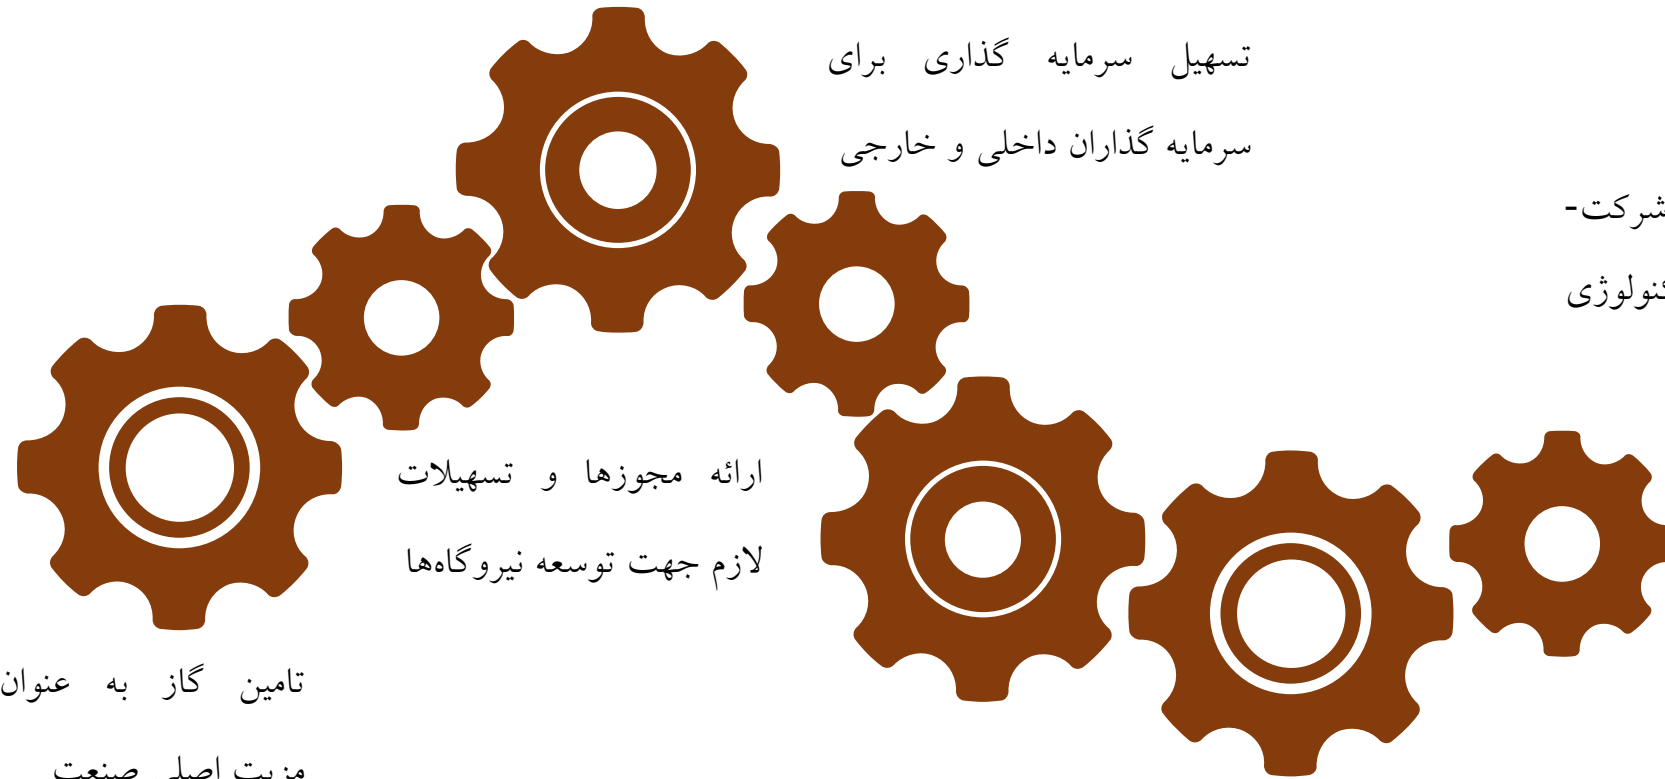 تسهیل سرمایه گذاری برای
سرمایه گذاران داخلی و خارجی
شرکت-
ارائه مجوزها و تسهیلات
لازم جهت توسعه نیروگاه‌ها
تامین گاز به عنوان
مزیت اصلی صنعت